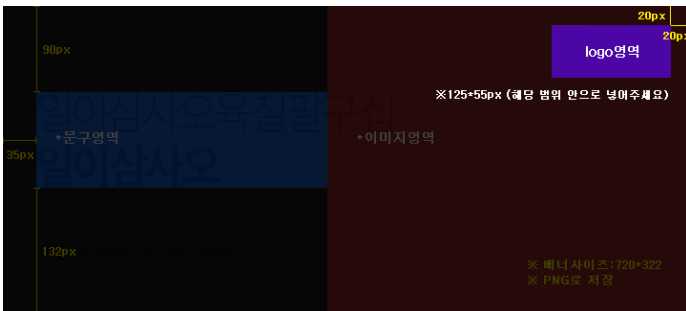 20px
20px
90px
logo영역
※125*55px (해당 범위 안으로 넣어주세요)
일이삼사오육칠팔구십
*문구영역
*이미지영역
35px
일이삼사오
132px
※ 배너사이즈:720*322
※ PNG로 저장